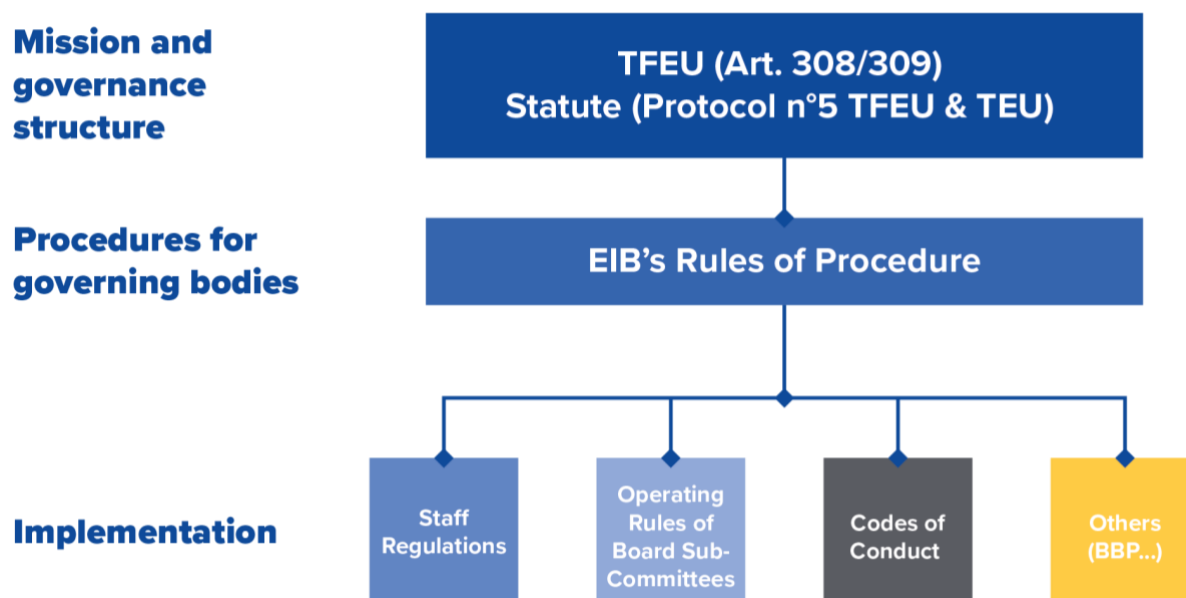 Mission and
governance
structure
TFEU (Art. 308/309)
Statute (Protocol n°5 TFEU & TEU)
Procedures for
governing bodies
EIB's Rules of Procedure
Implementation
Staff
Regulations
Operating
Rules of
Board Sub-
Committees
Codes of
Conduct
Others
(BBP...)